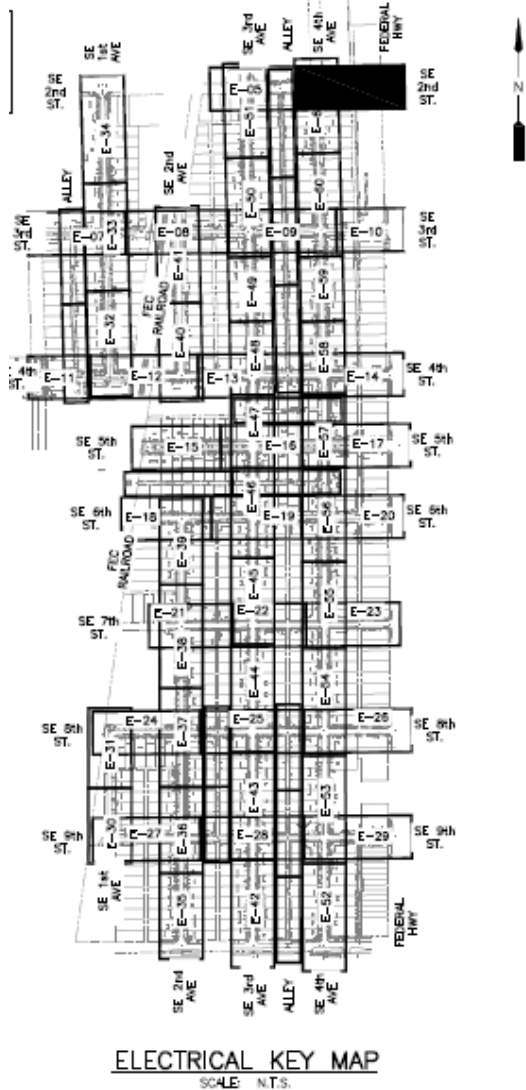 SE 1st
AVE
SE 3rd
AVE
ALLEY
SE 4th
AVE
FEDERAL
HWY
N
SE
2nd
ST.
E-05
SE
2nd
ST.
E-34
E-51
ALLEY
SE 2nd
AVE
E-50
E-60
3rd
ST.
E-07
E-33
E-08
E-09
E-10
SE
3rd
ST.
E-41
FEC
RAILROAD
E-49
E-59
E-32
E-40
E-48
E-58
SE 4th
ST.
E-11
E-12
E-13
E-14
SE 4th
ST.
E-47
E-57
SE 5th
ST.
E-15
E-16
E-17
SE 5th
ST.
E-46
SE 6th
ST.
E-18
E-19
E-56
E-20
SE 6th
ST.
FEC
RAILROAD
E-39
E-45
E-55
SE 7th
ST.
E-21
E-22
E-23
E-38
E-44
E-54
SE 8th
ST.
E-24
E-37
E-25
E-26
SE 8th
ST.
E-31
E-43
E-53
SE 9th
ST.
E-30
E-27
E-36
E-28
E-29
SE 9th
ST.
SE 1st
AVE
E-35
E-42
E-52
FEDERAL
HWY
SE 2nd
AVE
SE 3rd
AVE
ALLEY
SE 4th
AVE
ELECTRICAL KEY MAP
SCALE: N.T.S.